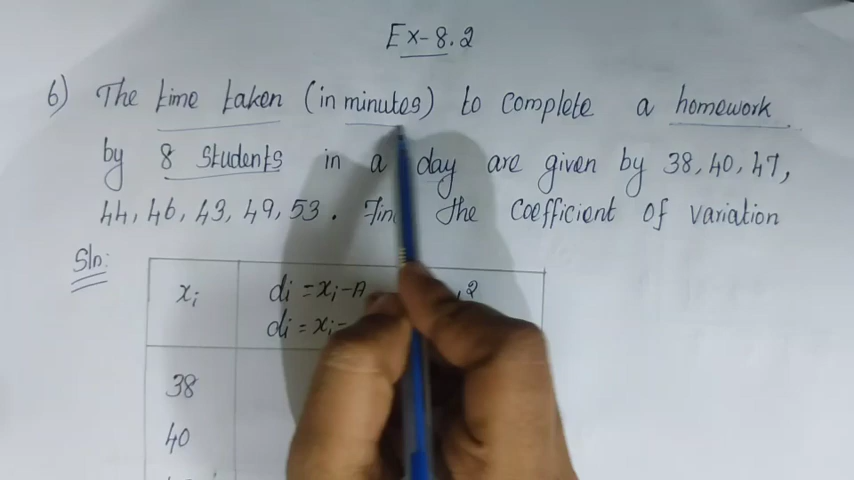 Ex-8.2
6) The time taken (in minutes) to complete a homework
by 8 students in a day are given by 38, 40, 47,
44, 46, 43, 49, 53. Find the coefficient of variation
Sln:
xi di = xi-A
di = xi-
38
40